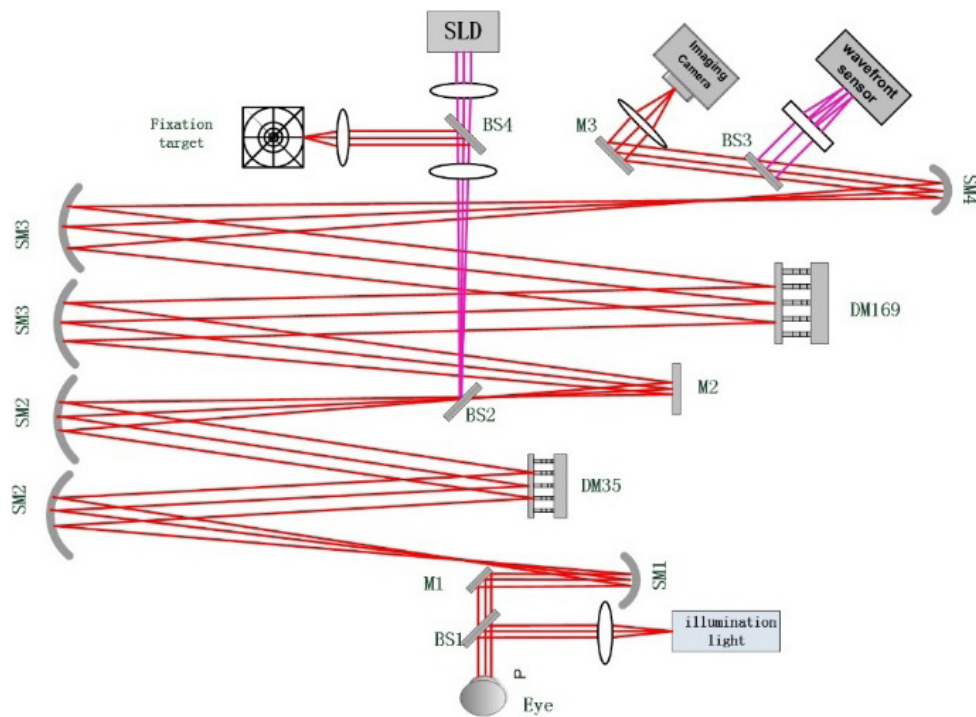 SLD
Imaging
Camera
wavefront
sensor
Fixation
target
BS4
M3
BS3
SM4
SM3
SM3
DM169
M2
BS2
SM2
DM35
SM2
M1
SM1
BS1
illumination
light
P
Eye